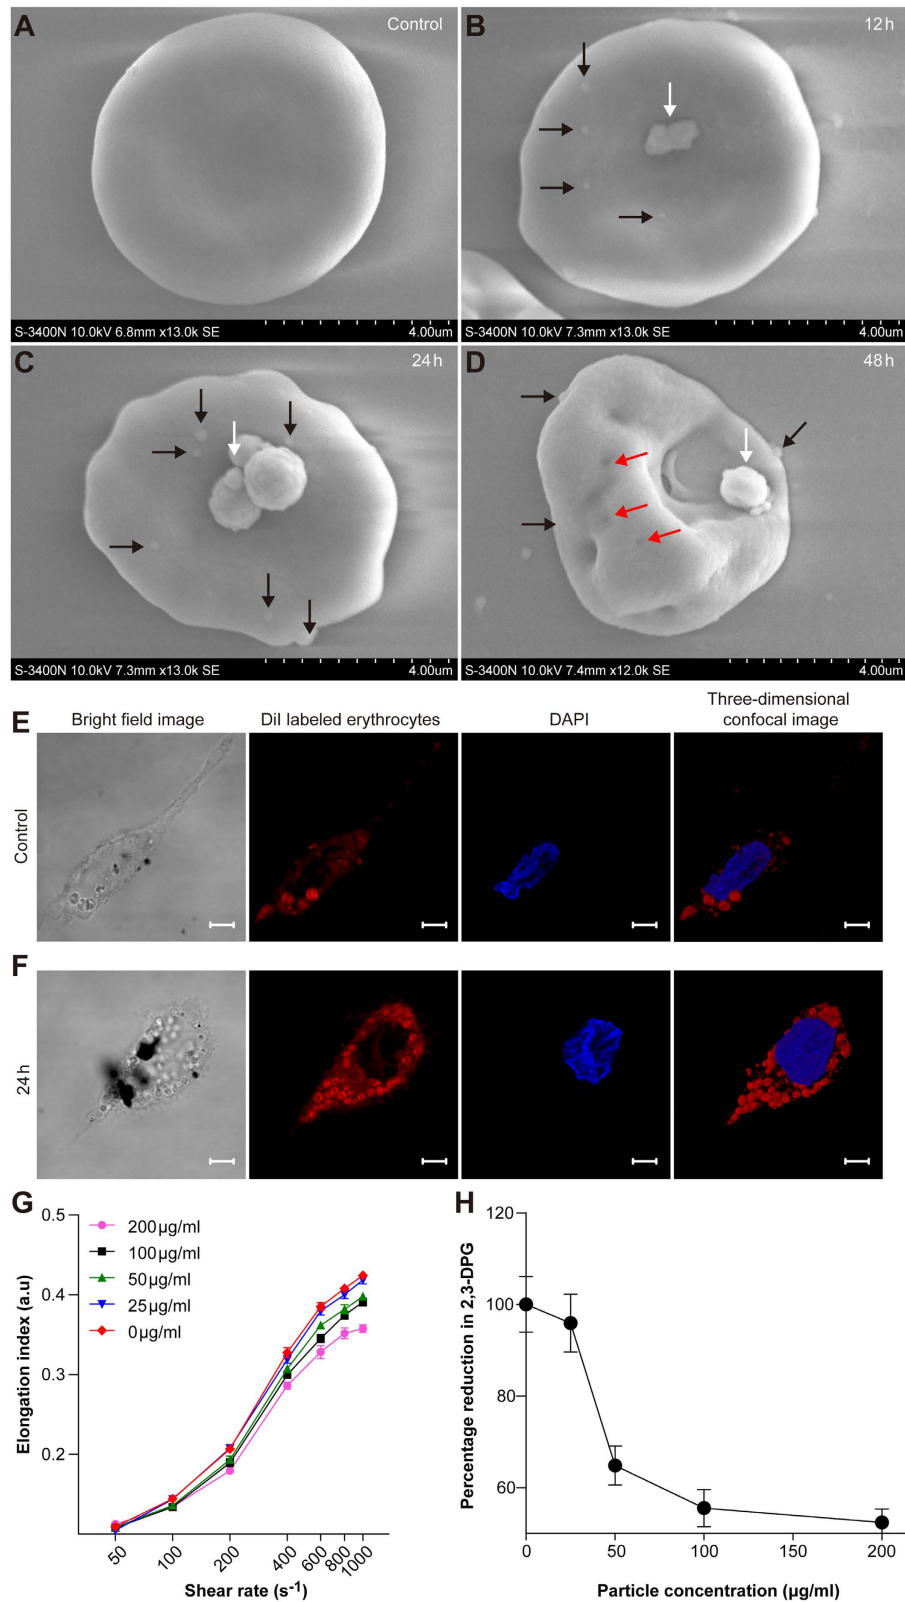 A
Control
S-3400N 10.0kV 6.8mm x13.0k SE
4.00um
B
12h
S-3400N 10.0kV 7.3mm x13.0k SE
4.00um
C
24h
S-3400N 10.0kV 7.3mm x13.0k SE
4.00um
D
48h
S-3400N 10.0kV 7.4mm x12.0k SE
4.00um
E
Bright field image
DiI labeled erythrocytes
DAPI
Three-dimensional
confocal image
Control
F
24h
G
0.5
0.4
0.3
0.2
Elongation index (a.u)
200µg/ml
100µg/ml
50µg/ml
25µg/ml
0µg/ml
50
100
200
400
600
800
1000
Shear rate (s-1)
H
120
100
80
60
Percentage reduction in 2,3-DPG
0
50
100
150
200
Particle concentration (µg/ml)